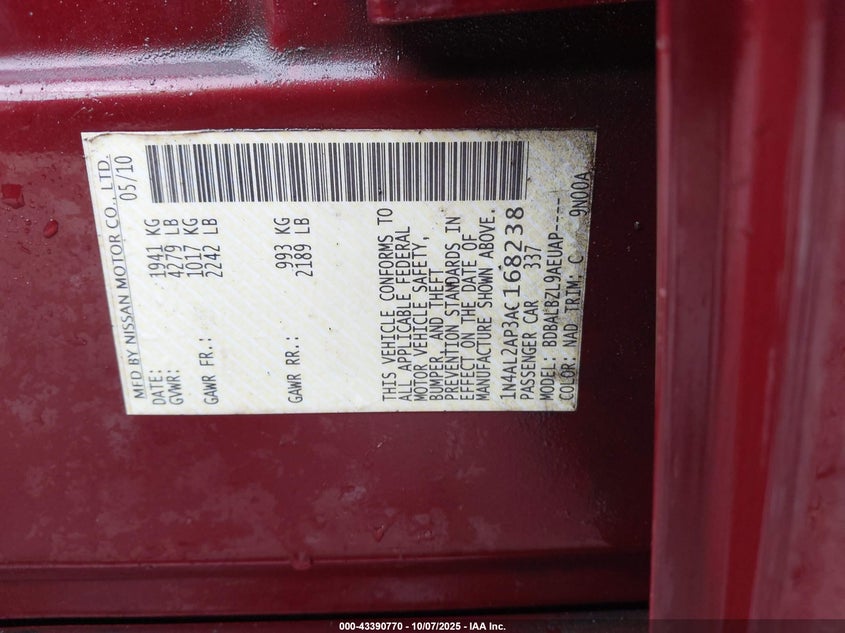 MFD BY NISSAN MOTOR CO., LTD.
DATE: 05/10
GVWR: 1941 KG
4279 LB
GAWR FR.: 1017 KG
2242 LB
GAWR RR.: 993 KG
2189 LB
THIS VEHICLE CONFORMS TO
ALL APPLICABLE FEDERAL
MOTOR VEHICLE SAFETY,
BUMPER, AND THEFT
PREVENTION STANDARDS IN
EFFECT ON THE DATE OF
MANUFACTURE SHOWN ABOVE.
1N4AL2AP3AC168238
PASSENGER CAR 337
MODEL: BDBALBZL9AEUAP----
COLOR: NAD TRIM: C 9N00A
000-43390770 - 10/07/2025 - IAA Inc.